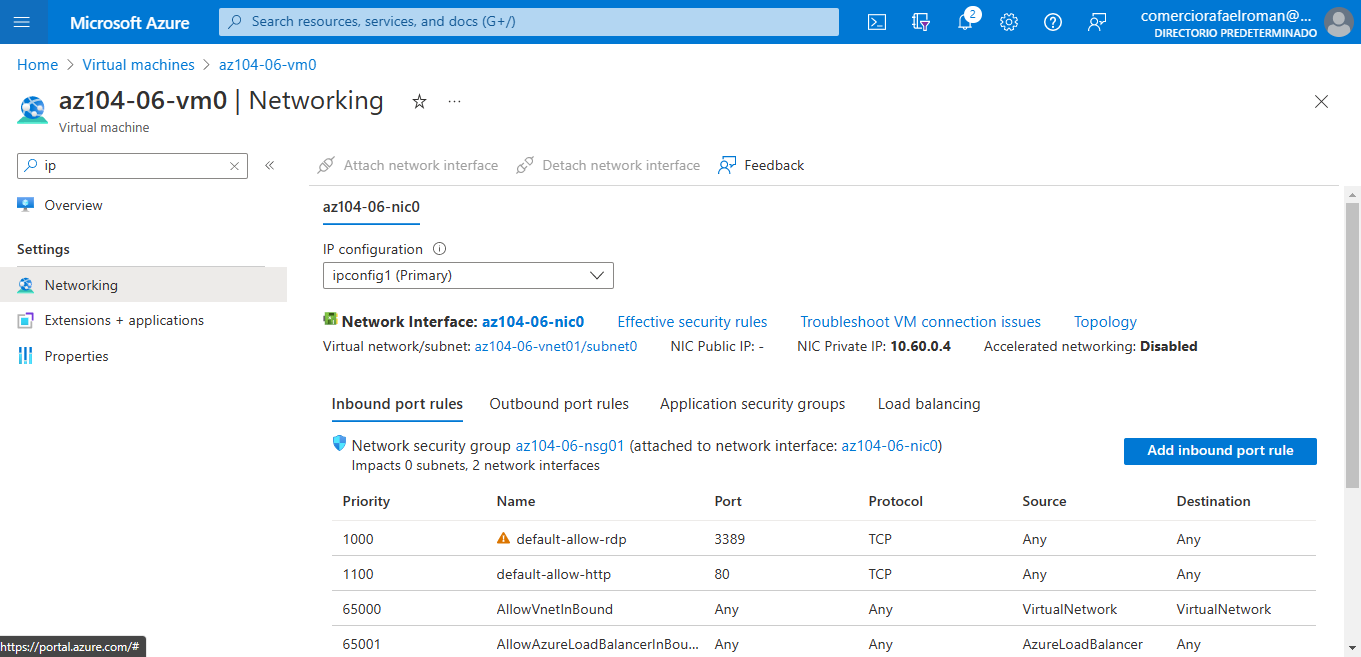 Microsoft Azure
Search resources, services, and docs (G+/)
2
comerciorafaelroman@...
DIRECTORIO PREDETERMINADO
Home > Virtual machines > az104-06-vm0
az104-06-vm0 | Networking ...
Virtual machine
ip
Attach network interface Detach network interface Feedback
Overview
Settings
Networking
Extensions + applications
Properties
az104-06-nic0
IP configuration
ipconfig1 (Primary)
Network Interface: az104-06-nic0 Effective security rules Troubleshoot VM connection issues Topology
Virtual network/subnet: az104-06-vnet01/subnet0 NIC Public IP: - NIC Private IP: 10.60.0.4 Accelerated networking: Disabled
Inbound port rules Outbound port rules Application security groups Load balancing
Network security group az104-06-nsg01 (attached to network interface: az104-06-nic0)
Impacts 0 subnets, 2 network interfaces
Add inbound port rule
Priority Name Port Protocol Source Destination
1000 default-allow-rdp 3389 TCP Any Any
1100 default-allow-http 80 TCP Any Any
65000 AllowVnetInBound Any Any VirtualNetwork VirtualNetwork
65001 AllowAzureLoadBalancerInBou... Any Any AzureLoadBalancer Any
https://portal.azure.com/#